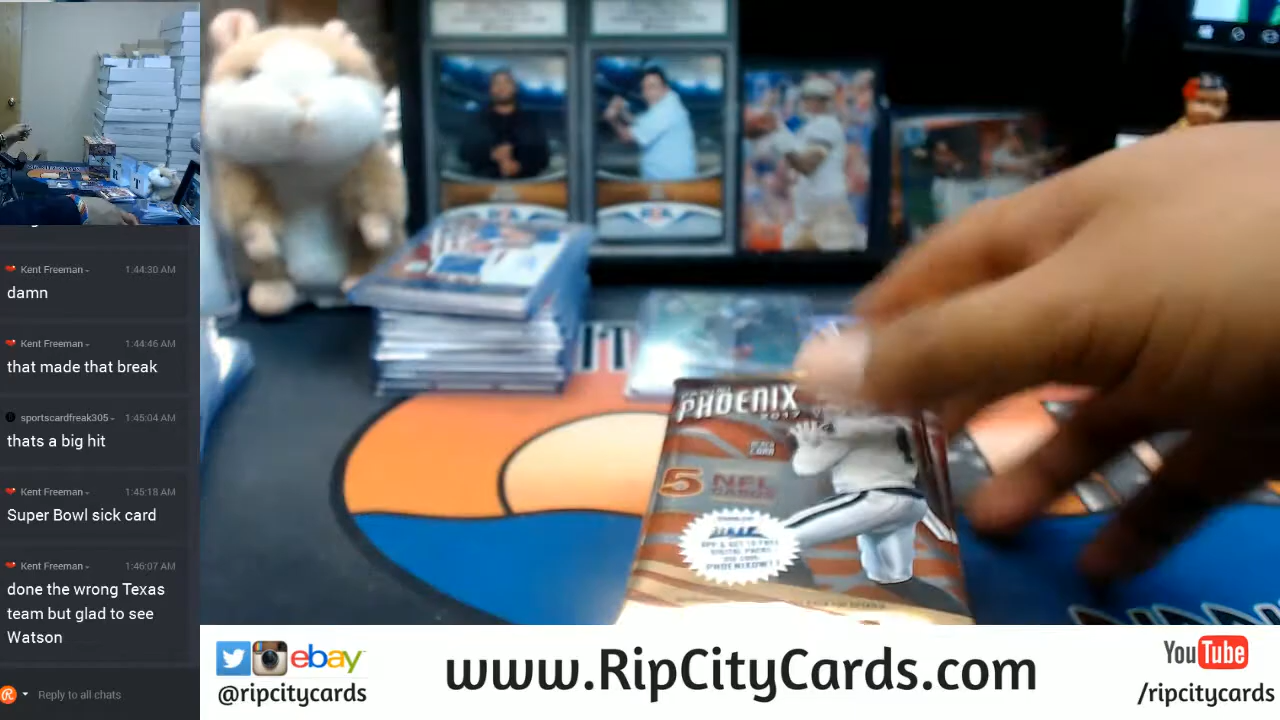 Kent Freeman 1:44:30 AM
damn
Kent Freeman 1:44:46 AM
that made that break
sportscardfreak305 1:45:04 AM
thats a big hit
Kent Freeman 1:45:18 AM
Super Bowl sick card
Kent Freeman 1:46:07 AM
done the wrong Texas
team but glad to see
Watson
Reply to all chats
PHOENIX
2017
5 NFL
CARDS
ebay
@ripcitycards
www.RipCityCards.com
YouTube
/ripcitycards